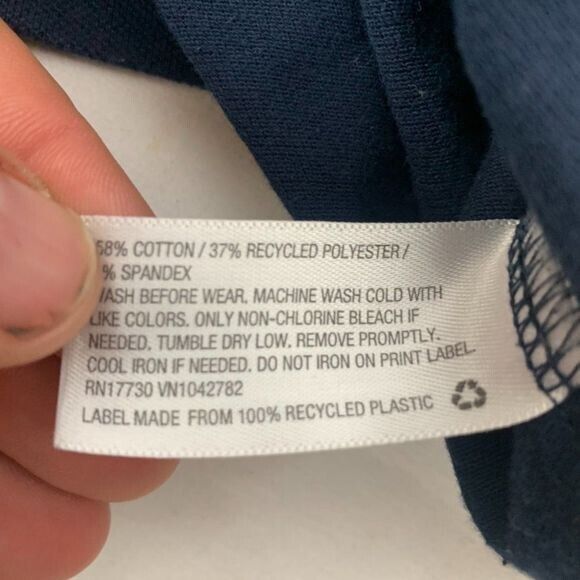 58% COTTON / 37% RECYCLED POLYESTER /
% SPANDEX
WASH BEFORE WEAR. MACHINE WASH COLD WITH
LIKE COLORS. ONLY NON-CHLORINE BLEACH IF
NEEDED. TUMBLE DRY LOW. REMOVE PROMPTLY.
COOL IRON IF NEEDED. DO NOT IRON ON PRINT LABEL.
RN17730 VN1042782
LABEL MADE FROM 100% RECYCLED PLASTIC